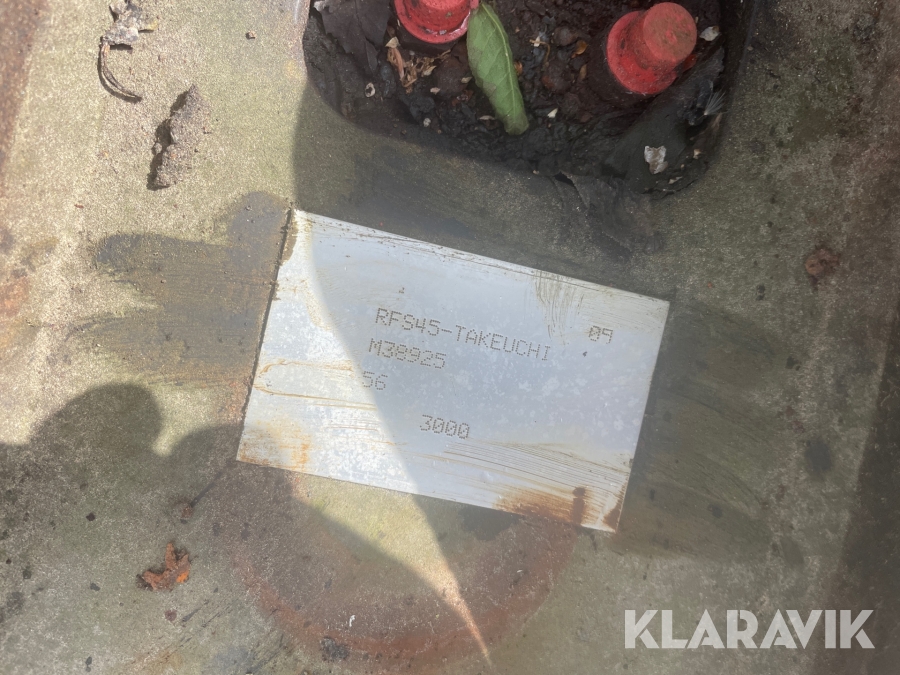 RFS45-TAKEUCHI 09
M38925
56
3000
KLARAVIK